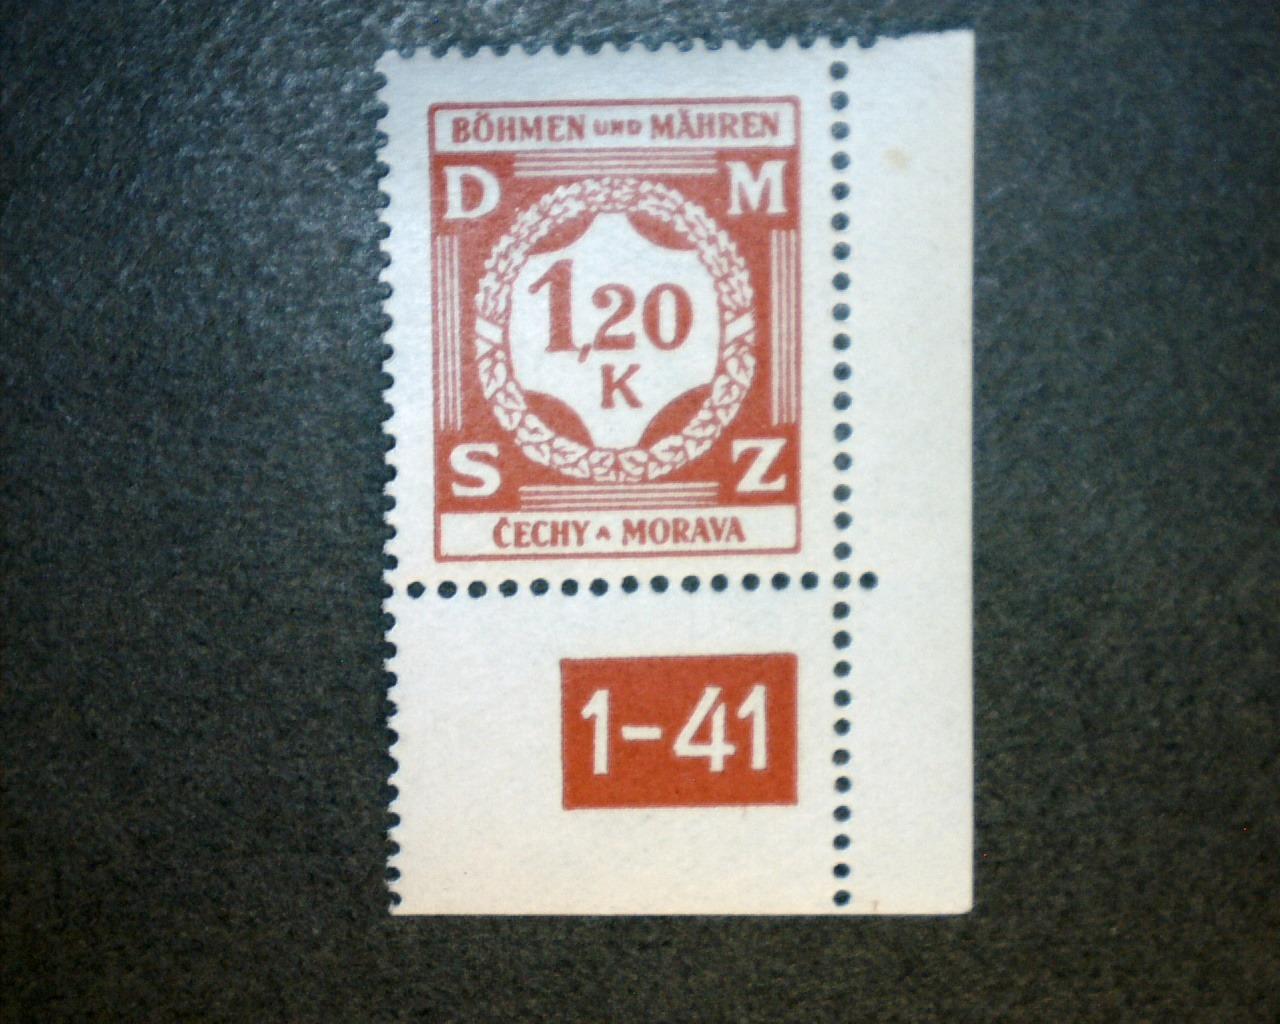 BÖHMEN UND MÄHREN
D M
1,20
K
S Z
ČECHY A MORAVA
1-41